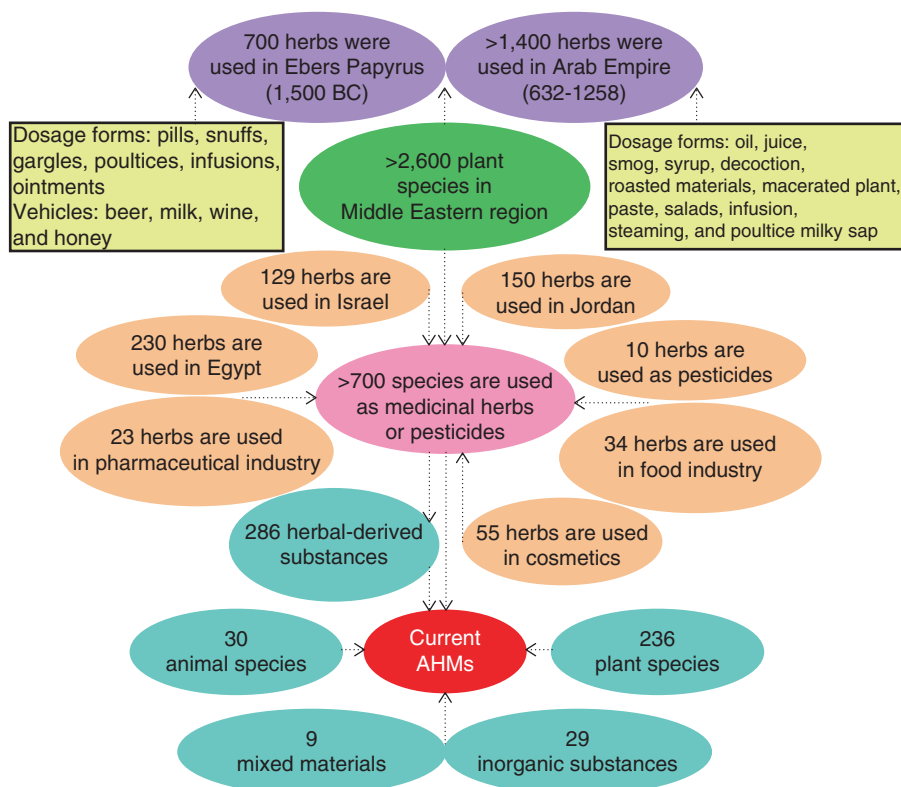 700 herbs were
used in Ebers Papyrus
(1,500 BC)
>1,400 herbs were
used in Arab Empire
(632-1258)
Dosage forms: pills, snuffs,
gargles, poultices, infusions,
ointments
Vehicles: beer, milk, wine,
and honey
>2,600 plant
species in
Middle Eastern region
Dosage forms: oil, juice,
smog, syrup, decoction,
roasted materials, macerated plant,
paste, salads, infusion,
steaming, and poultice milky sap
129 herbs are
used in Israel
150 herbs are
used in Jordan
230 herbs are
used in Egypt
>700 species are used
as medicinal herbs
or pesticides
10 herbs are
used as pesticides
23 herbs are used
in pharmaceutical industry
34 herbs are used
in food industry
286 herbal-derived
substances
55 herbs are used
in cosmetics
30
animal species
Current
AHMs
236
plant species
9
mixed materials
29
inorganic substances